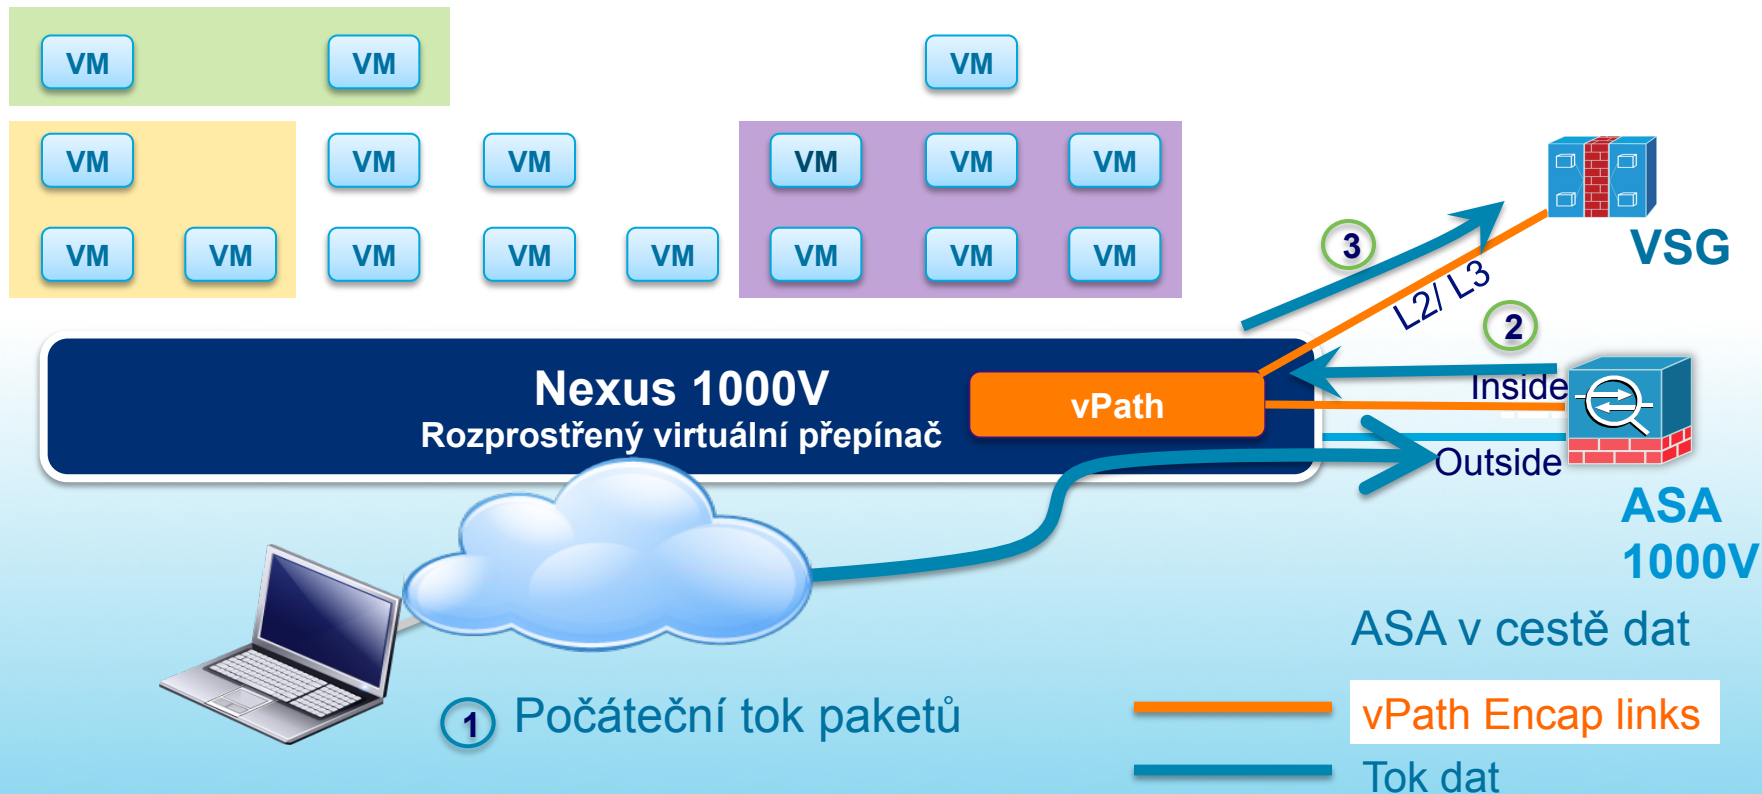 VM VM VM
VM VM VM VM VM VM
VM VM VM VM VM VM VM VM
VSG
3
L2/ L3
2
Inside
Nexus 1000V
Rozprostřený virtuální přepínač
vPath
Outside
ASA
1000V
ASA v cestě dat
1 Počáteční tok paketů
vPath Encap links
Tok dat